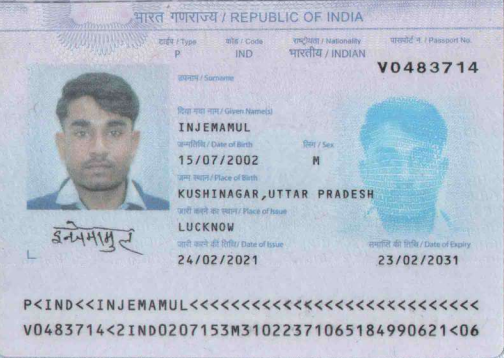 भारत गणराज्य / REPUBLIC OF INDIA
टाईप / Type कोड / Code राष्ट्रीयता / Nationality पासपोर्ट न. / Passport No.
P IND भारतीय / INDIAN V0483714
उपनाम / Surname
दिया गया नाम / Given Name(s)
INJEMAMUL
जन्मतिथि / Date of Birth लिंग / Sex
15/07/2002 M
जन्म स्थान / Place of Birth
KUSHINAGAR,UTTAR PRADESH
जारी करने का स्थान / Place of Issue
LUCKNOW
जारी करने की तिथि / Date of Issue समाप्ति की तिथि / Date of Expiry
24/02/2021 23/02/2031
इन्जेमामुल
P<IND<<INJEMAMUL<<<<<<<<<<<<<<<<<<<<<<<<<<<<
V0483714<2IND0207153M3102237106518499062​1<06